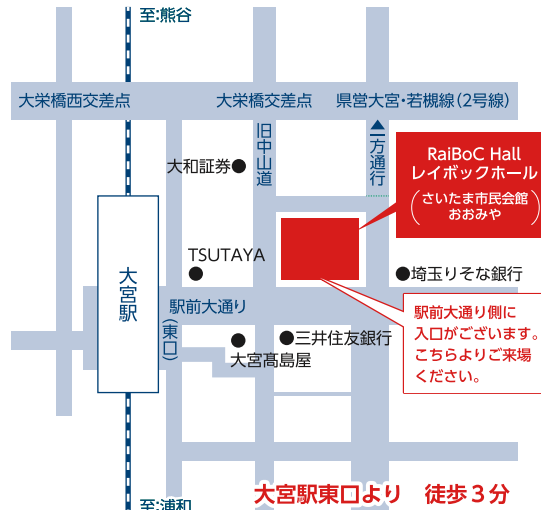 至:熊谷
大栄橋西交差点
大栄橋交差点
県営大宮・若槻線(2号線)
旧中山道
一方通行
大和証券
RaiBoC Hall
レイボックホール
(さいたま市民会館
おおみや)
TSUTAYA
埼玉りそな銀行
大宮駅
(東口)
駅前大通り
三井住友銀行
大宮髙島屋
駅前大通り側に
入口がございます。
こちらよりご来場
ください。
大宮駅東口より 徒歩3分
至:浦和